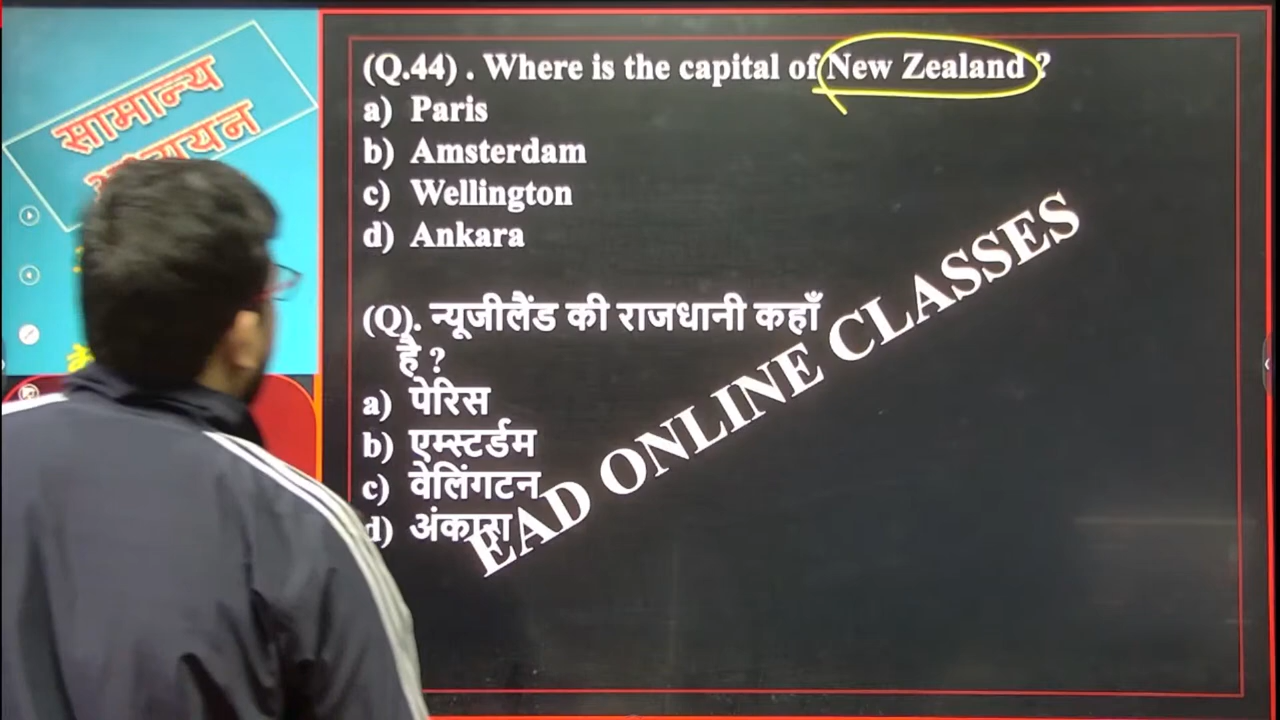 सामान्य
(Q.44) . Where is the capital of New Zealand ?
a) Paris
b) Amsterdam
c) Wellington
d) Ankara
(Q). न्यूजीलैंड की राजधानी कहाँ
है ?
a) पेरिस
b) एम्स्टर्डम
c) वेलिंगटन
d) अंकारा
EAD ONLINE CLASSES